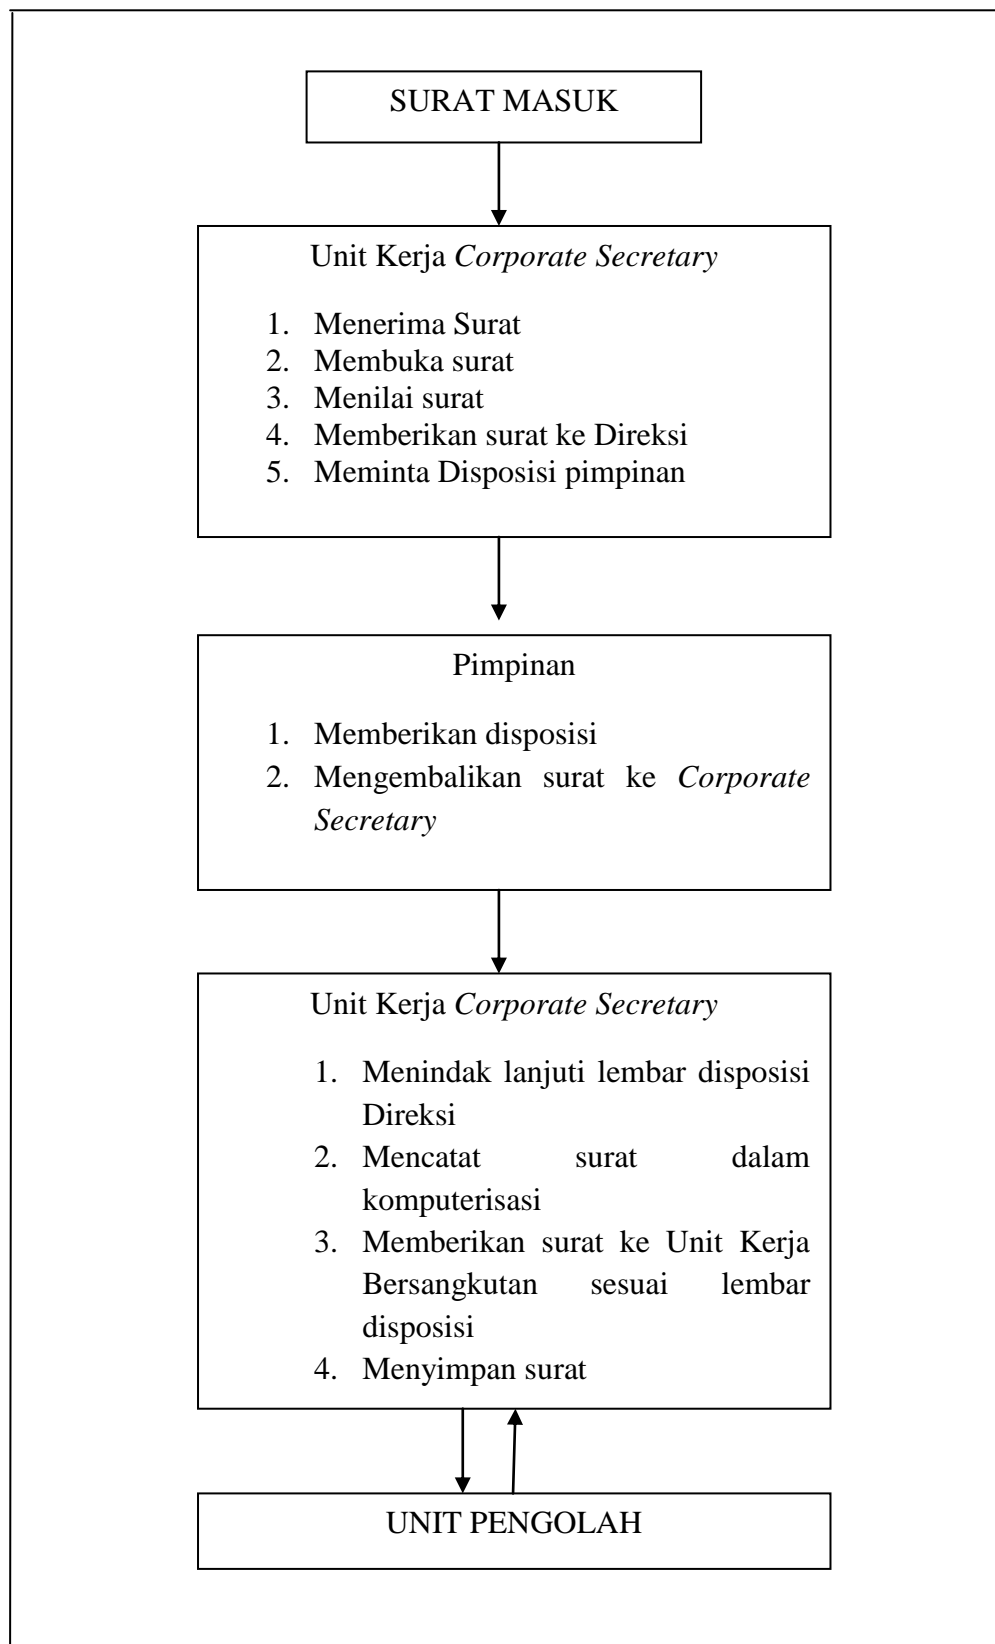 SURAT MASUK
Unit Kerja Corporate Secretary
1. Menerima Surat
2. Membuka surat
3. Menilai surat
4. Memberikan surat ke Direksi
5. Meminta Disposisi pimpinan
Pimpinan
1. Memberikan disposisi
2. Mengembalikan surat ke Corporate
Secretary
Unit Kerja Corporate Secretary
1. Menindak lanjuti lembar disposisi
Direksi
2. Mencatat surat dalam
komputerisasi
3. Memberikan surat ke Unit Kerja
Bersangkutan sesuai lembar
disposisi
4. Menyimpan surat
UNIT PENGOLAH